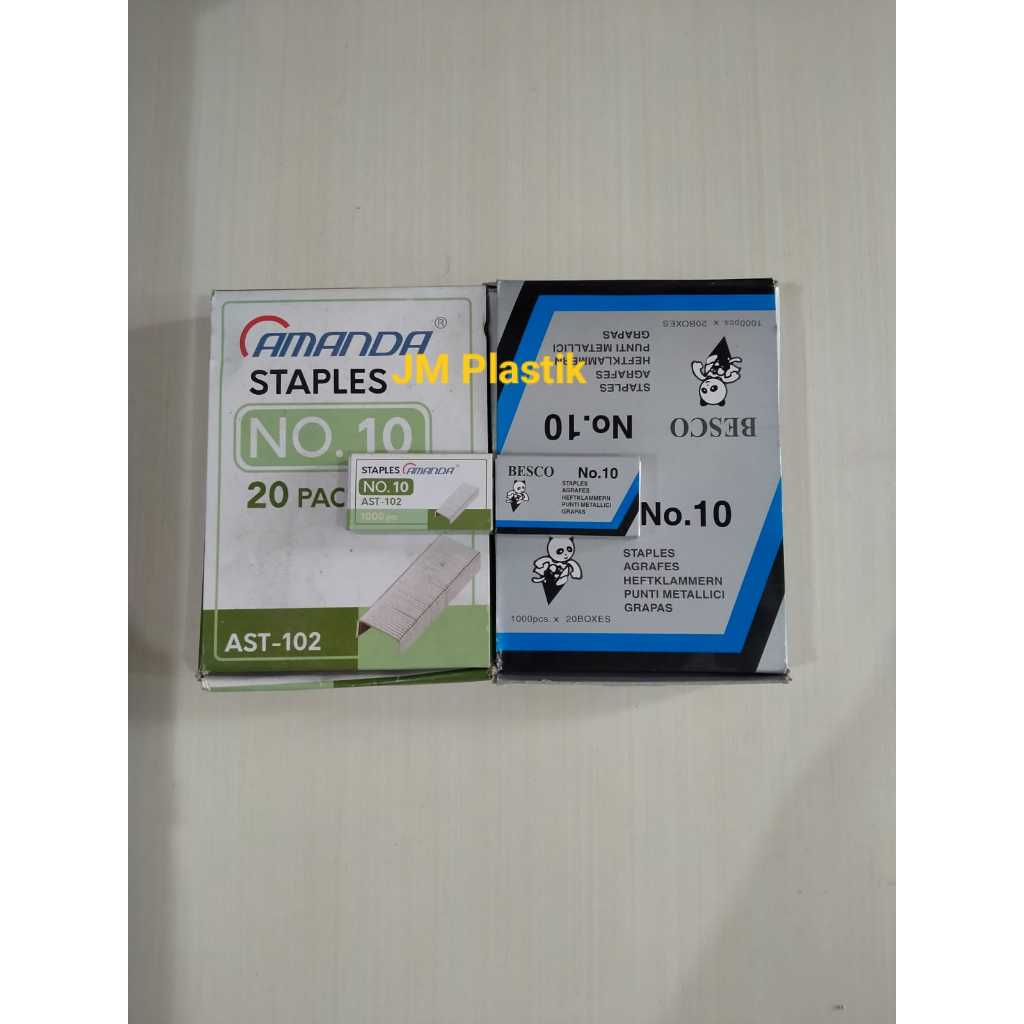 AMANDA®
STAPLES
NO. 10
20 PAC
AST-102
JM Plastik
STAPLES AMANDA®
NO. 10
AST-102
1000 pcs
1000pcs. x 20BOXES
STAPLES
AGRAFES
HEFTKLAMMERN
PUNTI METALLICI
GRAPAS
No.10
BESCO
BESCO No.10
STAPLES
AGRAFES
HEFTKLAMMERN
PUNTI METALLICI
GRAPAS
No.10
STAPLES
AGRAFES
HEFTKLAMMERN
PUNTI METALLICI
GRAPAS
1000pcs. x 20BOXES